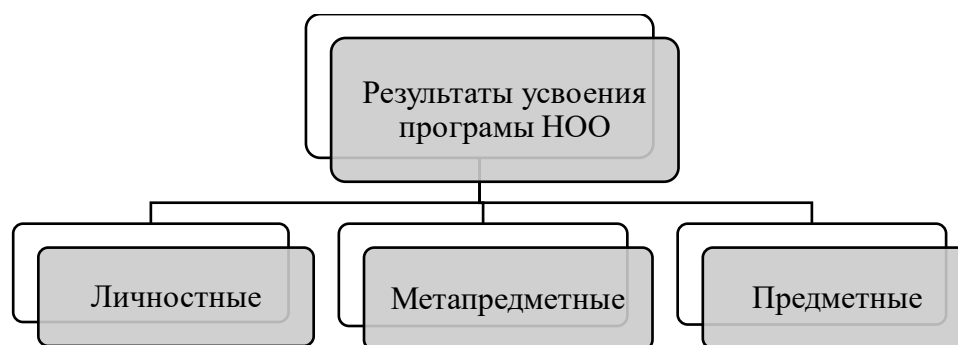 Результаты усвоения
програмы НОО
Личностные
Метапредметные
Предметные